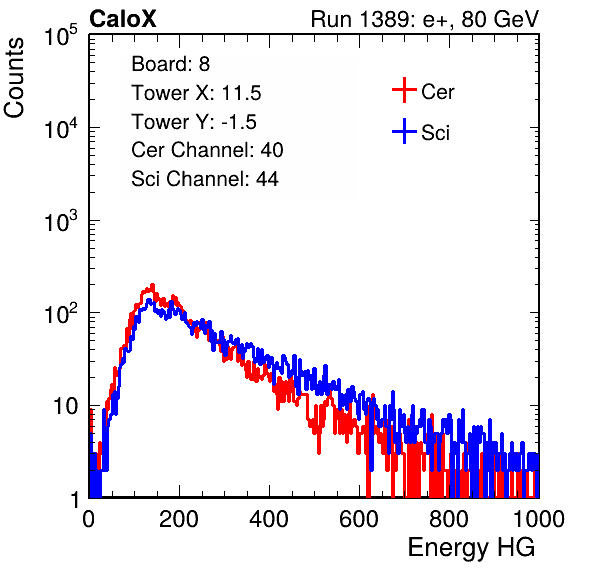 CaloX Run 1389: e+, 80 GeV
Counts
10^5
10^4
10^3
10^2
10
1
Board: 8
Tower X: 11.5
Tower Y: -1.5
Cer Channel: 40
Sci Channel: 44
Cer
Sci
0 200 400 600 800 1000
Energy HG